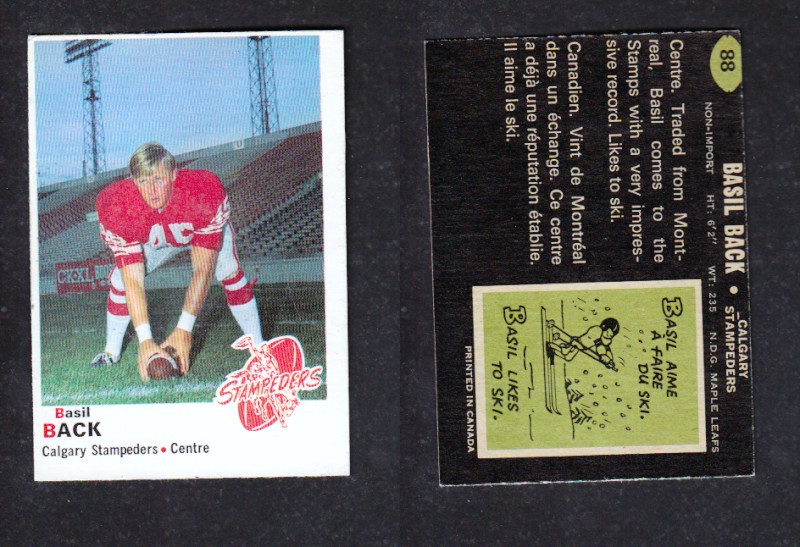 CKXL
45
STAMPEDERS
Basil
BACK
Calgary Stampeders • Centre
88
BASIL BACK • CALGARY
STAMPEDERS
NON-IMPORT HT: 6'2" WT: 235 N.D.G. MAPLE LEAFS
Centre. Traded from Mont-
real, Basil comes to the
Stamps with a very impres-
sive record. Likes to ski.
Canadien. Vint de Montréal
dans un échange. Ce centre
a déjà une réputation établie.
Il aime le ski.
BASIL AIME
À FAIRE
DU SKI.
BASIL LIKES
TO SKI.
PRINTED IN CANADA